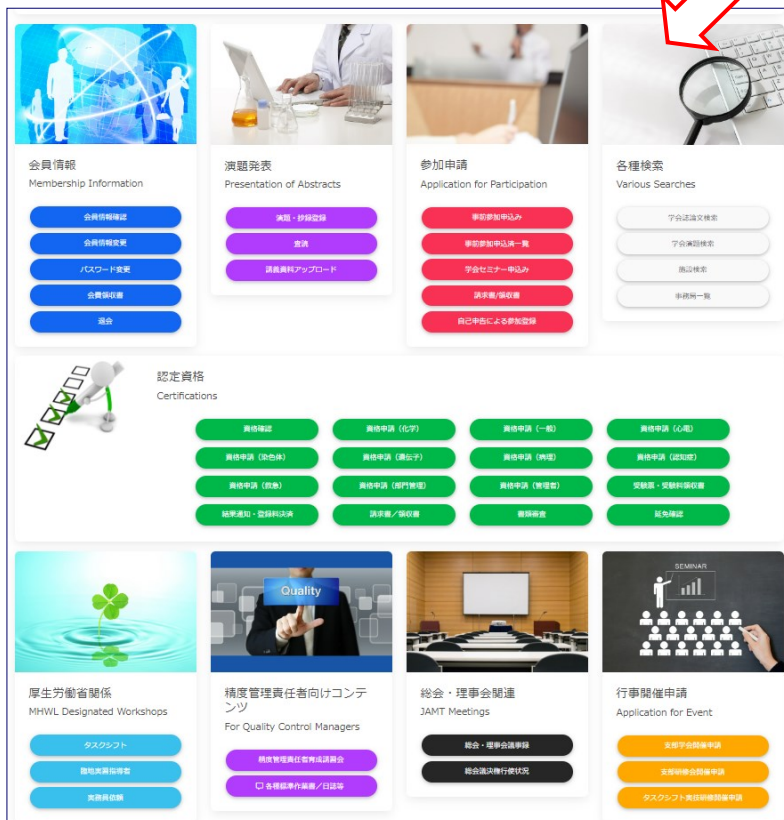 会員情報
Membership Information
会員情報確認
会員情報変更
パスワード変更
会費領収書
退会
演題発表
Presentation of Abstracts
演題・抄録登録
査読
講義資料アップロード
参加申請
Application for Participation
事前参加申込み
事前参加申込済一覧
学会セミナー申込み
請求書/領収書
自己申告による参加登録
各種検索
Various Searches
学会誌論文検索
学会演題検索
施設検索
事務局一覧
認定資格
Certifications
資格確認
資格申請（化学）
資格申請（一般）
資格申請（心電）
資格申請（染色体）
資格申請（遺伝子）
資格申請（病理）
資格申請（認知症）
資格申請（救急）
資格申請（部門管理）
資格申請（管理者）
受験票・受験料領収書
結果通知・登録料決済
請求書／領収書
書類審査
延免確認
Quality
SEMINAR
厚生労働省関係
MHWL Designated Workshops
タスクシフト
臨地実習指導者
実務員依頼
精度管理責任者向けコンテ
ンツ
For Quality Control Managers
精度管理責任者育成講習会
各種標準作業書／日誌等
総会・理事会関連
JAMT Meetings
総会・理事会議事録
総会議決権行使状況
行事開催申請
Application for Event
支部学会開催申請
支部研修会開催申請
タスクシフト実技研修開催申請